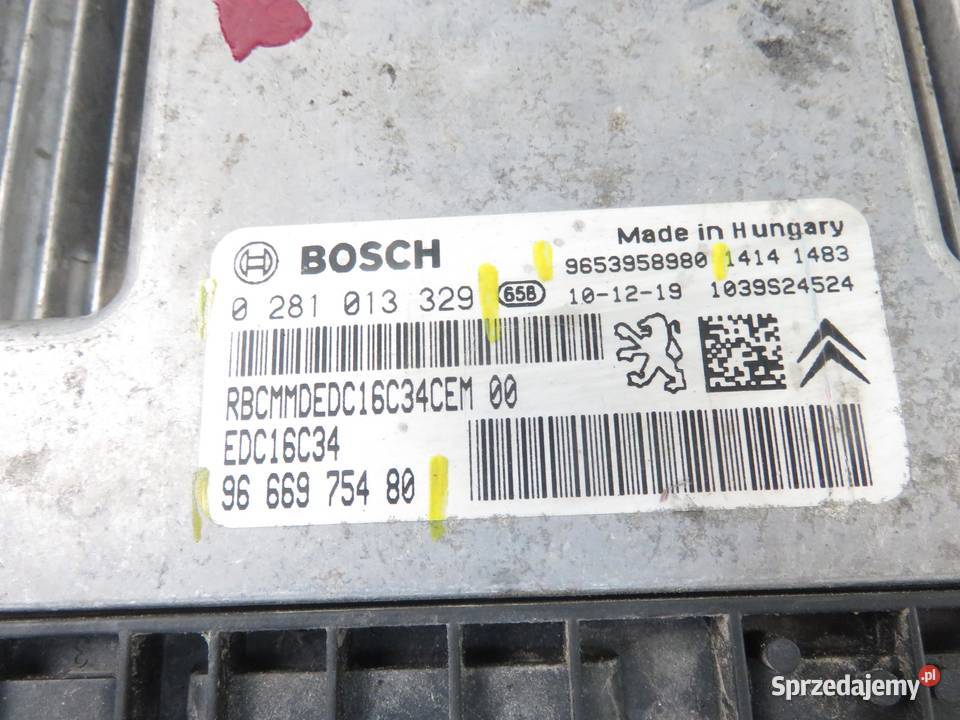 BOSCH
Made in Hungary
9653958980 1414 1483
0 281 013 329 65B 10-12-19 1039S24524
RBCMMDEDC16C34CEM 00
EDC16C34
96 669 754 80
Sprzedajemy.pl